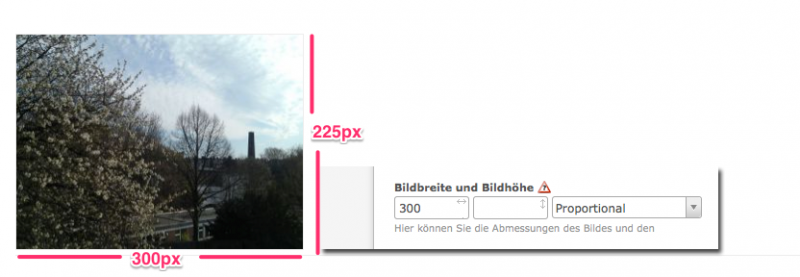 225px
300px
Bildbreite und Bildhöhe
300
Proportional
Hier können Sie die Abmessungen des Bildes und den